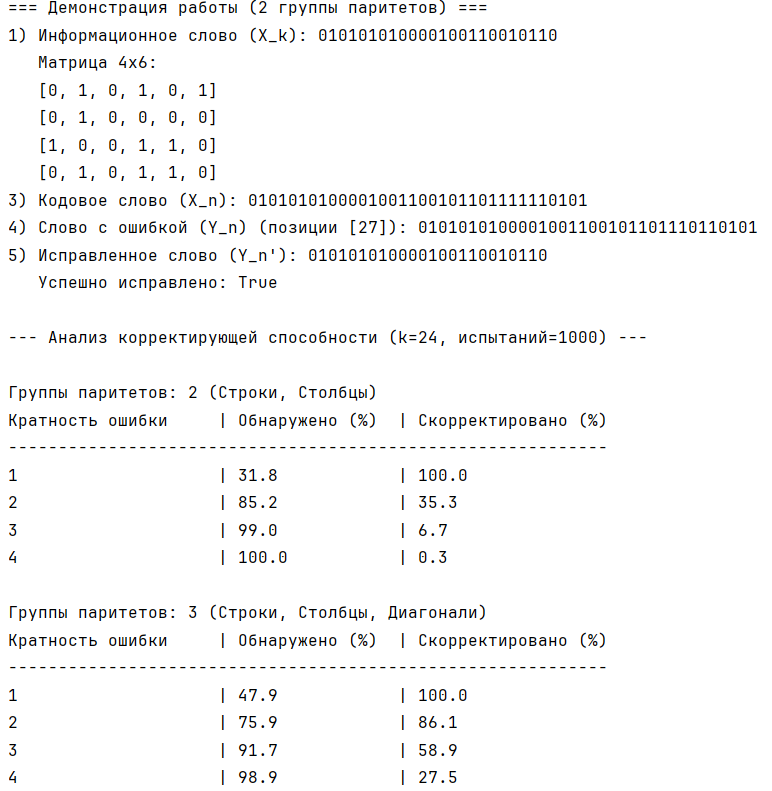 === Демонстрация работы (2 группы паритетов) ===
1) Информационное слово (X_k): 010101010000100110010110
Матрица 4x6:
[0, 1, 0, 1, 0, 1]
[0, 1, 0, 0, 0, 0]
[1, 0, 0, 1, 1, 0]
[0, 1, 0, 1, 1, 0]
3) Кодовое слово (X_n): 0101010100001001100101101111110101
4) Слово с ошибкой (Y_n) (позиции [27]): 0101010100001001100101101110110101
5) Исправленное слово (Y_n'): 010101010000100110010110
Успешно исправлено: True
--- Анализ корректирующей способности (k=24, испытаний=1000) ---
Группы паритетов: 2 (Строки, Столбцы)
Кратность ошибки | Обнаружено (%) | Скорректировано (%)
------------------------------------------------------------
1 | 31.8 | 100.0
2 | 85.2 | 35.3
3 | 99.0 | 6.7
4 | 100.0 | 0.3
Группы паритетов: 3 (Строки, Столбцы, Диагонали)
Кратность ошибки | Обнаружено (%) | Скорректировано (%)
------------------------------------------------------------
1 | 47.9 | 100.0
2 | 75.9 | 86.1
3 | 91.7 | 58.9
4 | 98.9 | 27.5